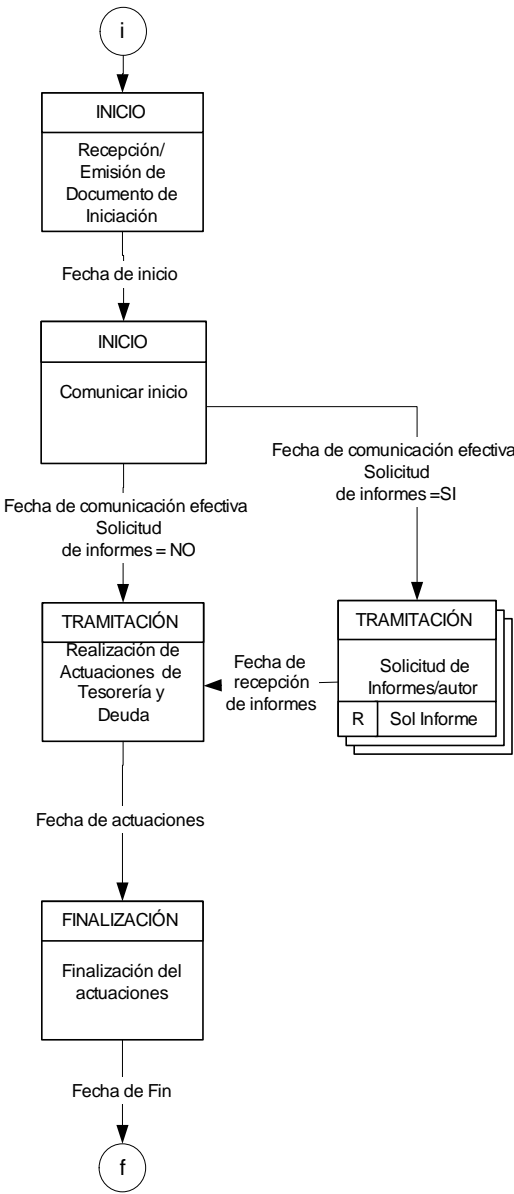 i
INICIO
Recepción/
Emisión de
Documento de
Iniciación
Fecha de inicio
INICIO
Comunicar inicio
Fecha de comunicación efectiva
Solicitud
de informes =SI
Fecha de comunicación efectiva
Solicitud
de informes = NO
TRAMITACIÓN
Realización de
Actuaciones de
Tesorería y
Deuda
Fecha de
recepción
de informes
TRAMITACIÓN
Solicitud de
Informes/autor
R Sol Informe
Fecha de actuaciones
FINALIZACIÓN
Finalización del
actuaciones
Fecha de Fin
f